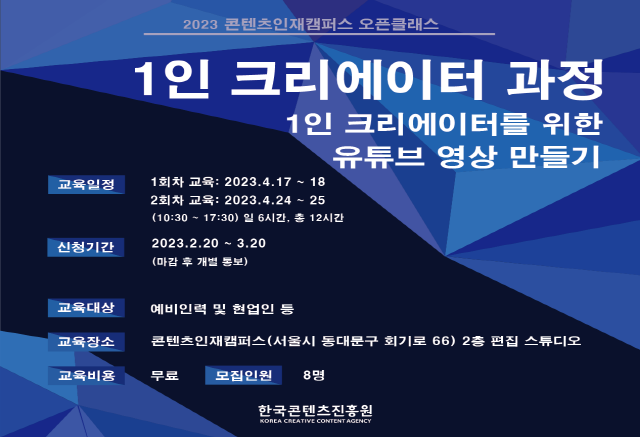 2023 콘텐츠인재캠퍼스 오픈클래스
1인 크리에이터 과정
1인 크리에이터를 위한
유튜브 영상 만들기
교육일정
1회차 교육: 2023.4.17 ~ 18
2회차 교육: 2023.4.24 ~ 25
(10:30 ~ 17:30) 일 6시간, 총 12시간
신청기간
2023.2.20 ~ 3.20
(마감 후 개별 통보)
교육대상 예비인력 및 현업인 등
교육장소 콘텐츠인재캠퍼스(서울시 동대문구 회기로 66) 2층 편집 스튜디오
교육비용 무료 모집인원 8명
한국콘텐츠진흥원
KOREA CREATIVE CONTENT AGENCY